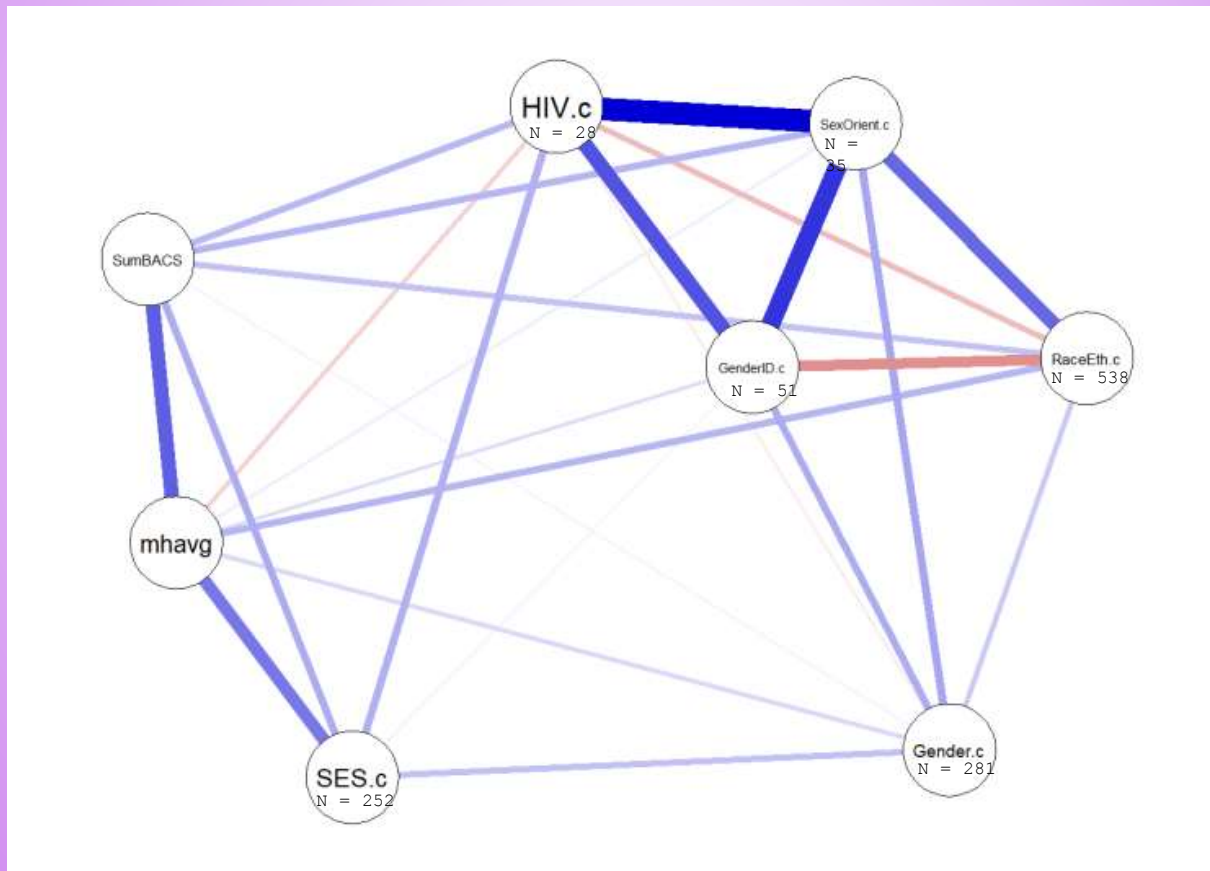 HIV.c
N = 28
SexOrient.c
N =
35
SumBACS
GenderID.c
N = 51
RaceEth.c
N = 538
mhavg
SES.c
N = 252
Gender.c
N = 281